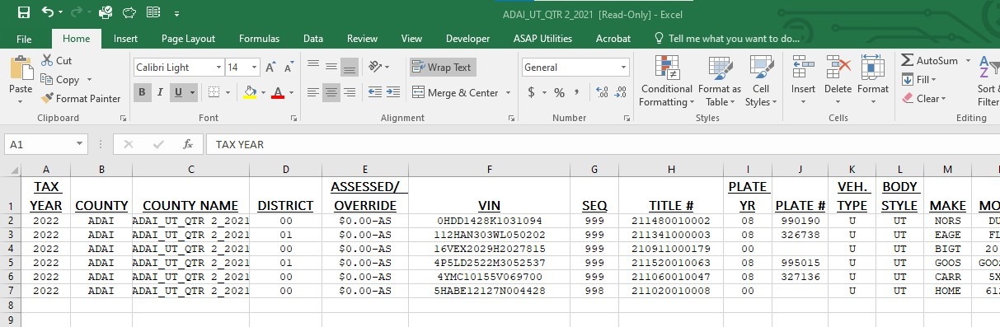 ADAI_UT_QTR 2_2021 [Read-Only] - Excel
File Home Insert Page Layout Formulas Data Review View Developer ASAP Utilities Acrobat Tell me what you want to do...
Paste Cut Copy Format Painter
Calibri Light 14 A A
B I U A
Wrap Text
Merge & Center
General
$ % , .0 .00 .00 .0
Conditional Formatting Format as Table Cell Styles
Insert Delete Format
AutoSum Fill Clear
A Z Sort & Filter
Clipboard Font Alignment Number Styles Cells Editing
A1 fx TAX YEAR
A B C D E F G H I J K L M
1 TAX YEAR COUNTY COUNTY NAME DISTRICT ASSESSED/ OVERRIDE VIN SEQ TITLE # PLATE YR PLATE # VEH. TYPE BODY STYLE MAKE MO
2 2022 ADAI ADAI_UT_QTR 2_2021 00 $0.00-AS 0HDD1428K1031094 999 211480010002 08 990190 U UT NORS DU
3 2022 ADAI ADAI_UT_QTR 2_2021 01 $0.00-AS 112HAN303WL050202 999 211341000003 08 326738 U UT EAGE FL
4 2022 ADAI ADAI_UT_QTR 2_2021 00 $0.00-AS 16VEX2029H2027815 999 210911000179 00 U UT BIGT 20
5 2022 ADAI ADAI_UT_QTR 2_2021 01 $0.00-AS 4P5LD2522M3052537 999 211520010063 08 995015 U UT GOOS GOO
6 2022 ADAI ADAI_UT_QTR 2_2021 00 $0.00-AS 4YMC10155V069700 999 211060010047 08 327136 U UT CARR 5X
7 2022 ADAI ADAI_UT_QTR 2_2021 00 $0.00-AS 5HABE12127N004428 998 211020010008 00 U UT HOME 61
8
9